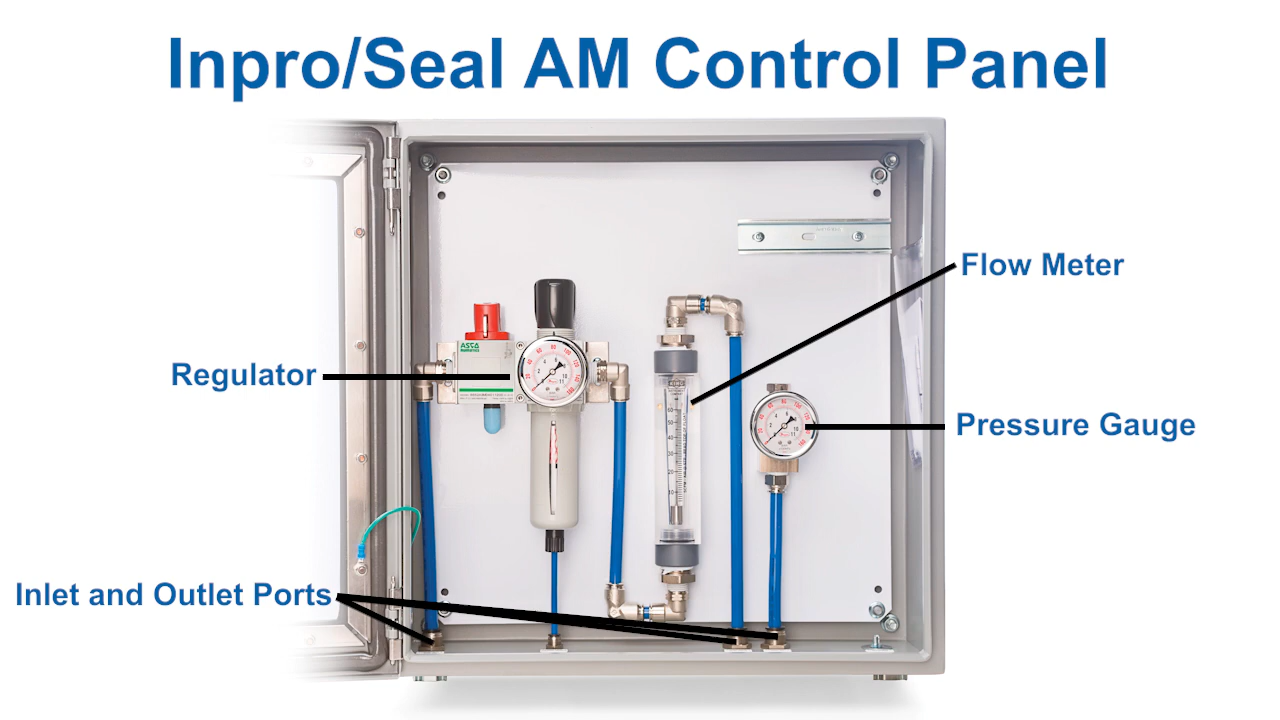 Inpro/Seal AM Control Panel
Flow Meter
ASCO
Regulator
Pressure Gauge
Inlet and Outlet Ports